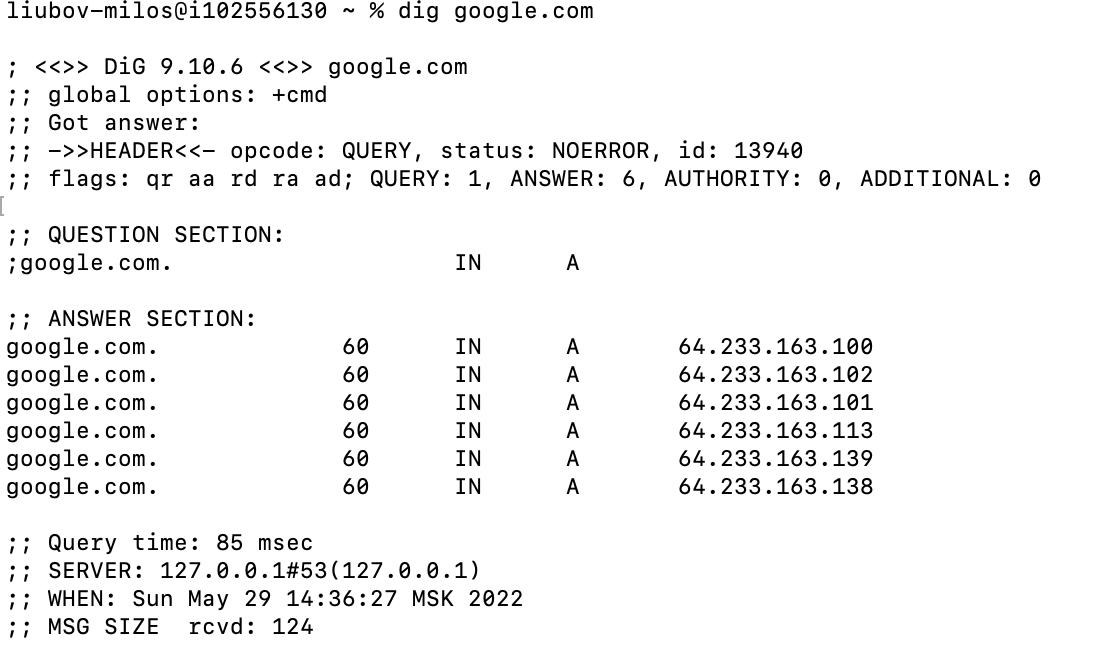 liubov-milos@i102556130 ~ % dig google.com
; <<>> DiG 9.10.6 <<>> google.com
;; global options: +cmd
;; Got answer:
;; ->>HEADER<<- opcode: QUERY, status: NOERROR, id: 13940
;; flags: qr aa rd ra ad; QUERY: 1, ANSWER: 6, AUTHORITY: 0, ADDITIONAL: 0
;; QUESTION SECTION:
;google.com. IN A
;; ANSWER SECTION:
google.com. 60 IN A 64.233.163.100
google.com. 60 IN A 64.233.163.102
google.com. 60 IN A 64.233.163.101
google.com. 60 IN A 64.233.163.113
google.com. 60 IN A 64.233.163.139
google.com. 60 IN A 64.233.163.138
;; Query time: 85 msec
;; SERVER: 127.0.0.1#53(127.0.0.1)
;; WHEN: Sun May 29 14:36:27 MSK 2022
;; MSG SIZE rcvd: 124